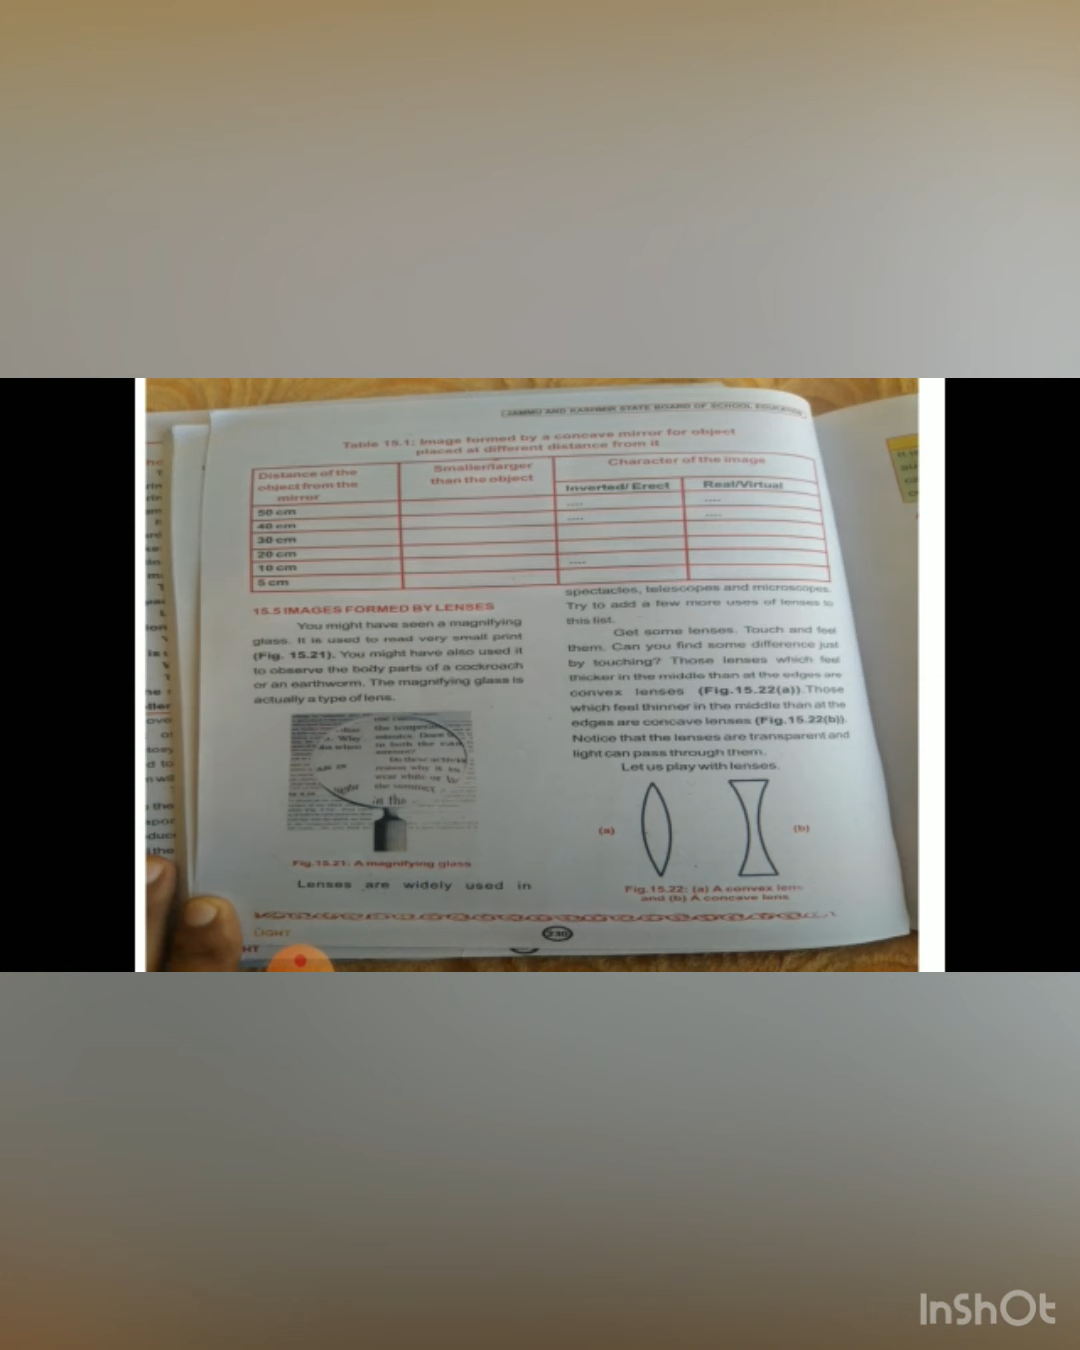 JAMMU AND KASHMIR STATE BOARD OF SCHOOL EDUCATION
Table 15.1: Image formed by a concave mirror for object
placed at different distance from it
Distance of the
object from the
mirror
Smaller/larger
than the object
Character of the image
Inverted/ Erect
Real/Virtual
50 cm
.... ....
40 cm
.... ....
30 cm
20 cm
10 cm
....
5 cm
15.5 IMAGES FORMED BY LENSES
You might have seen a magnifying
glass. It is used to read very small print
(Fig. 15.21). You might have also used it
to observe the body parts of a cockroach
or an earthworm. The magnifying glass is
actually a type of lens.
Fig.15.21: A magnifying glass
Lenses are widely used in
spectacles, telescopes and microscopes.
Try to add a few more uses of lenses to
this list.
Get some lenses. Touch and feel
them. Can you find some difference just
by touching? Those lenses which feel
thicker in the middle than at the edges are
convex lenses (Fig.15.22(a)).Those
which feel thinner in the middle than at the
edges are concave lenses (Fig.15.22(b)).
Notice that the lenses are transparent and
light can pass through them.
Let us play with lenses.
(a)
(b)
Fig.15.22: (a) A convex lens
and (b) A concave lens
LIGHT
230
HT
InShOt